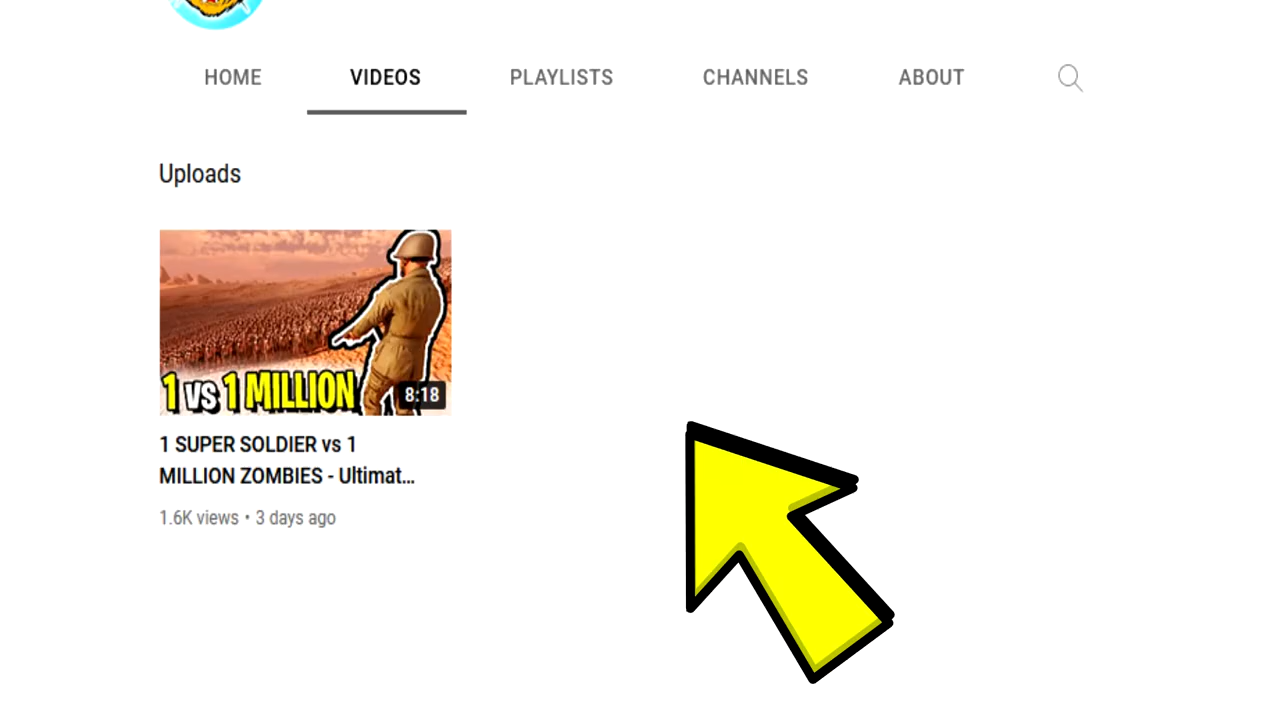 HOME VIDEOS PLAYLISTS CHANNELS ABOUT
Uploads
1 VS 1 MILLION
8:18
1 SUPER SOLDIER vs 1
MILLION ZOMBIES - Ultimat...
1.6K views • 3 days ago